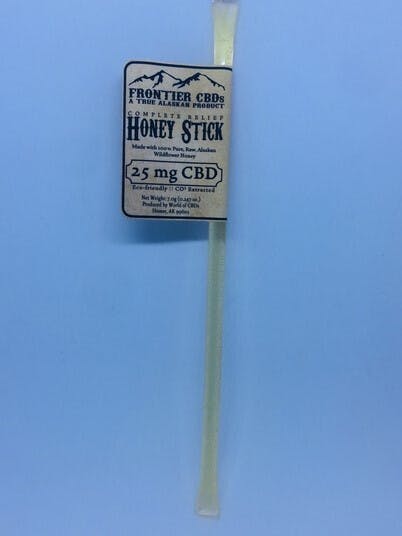 FRONTIER CBDs
A TRUE ALASKAN PRODUCT
COMPLETE RELIEF
HONEY STICK
Made with 100% Pure, Raw, Alaskan
Wildflower Honey
25 mg CBD
Eco-friendly || CO² Extracted
Net Weight: 7.0g (0.247 oz.)
Produced by World of CBDs
Homer, AK 99603